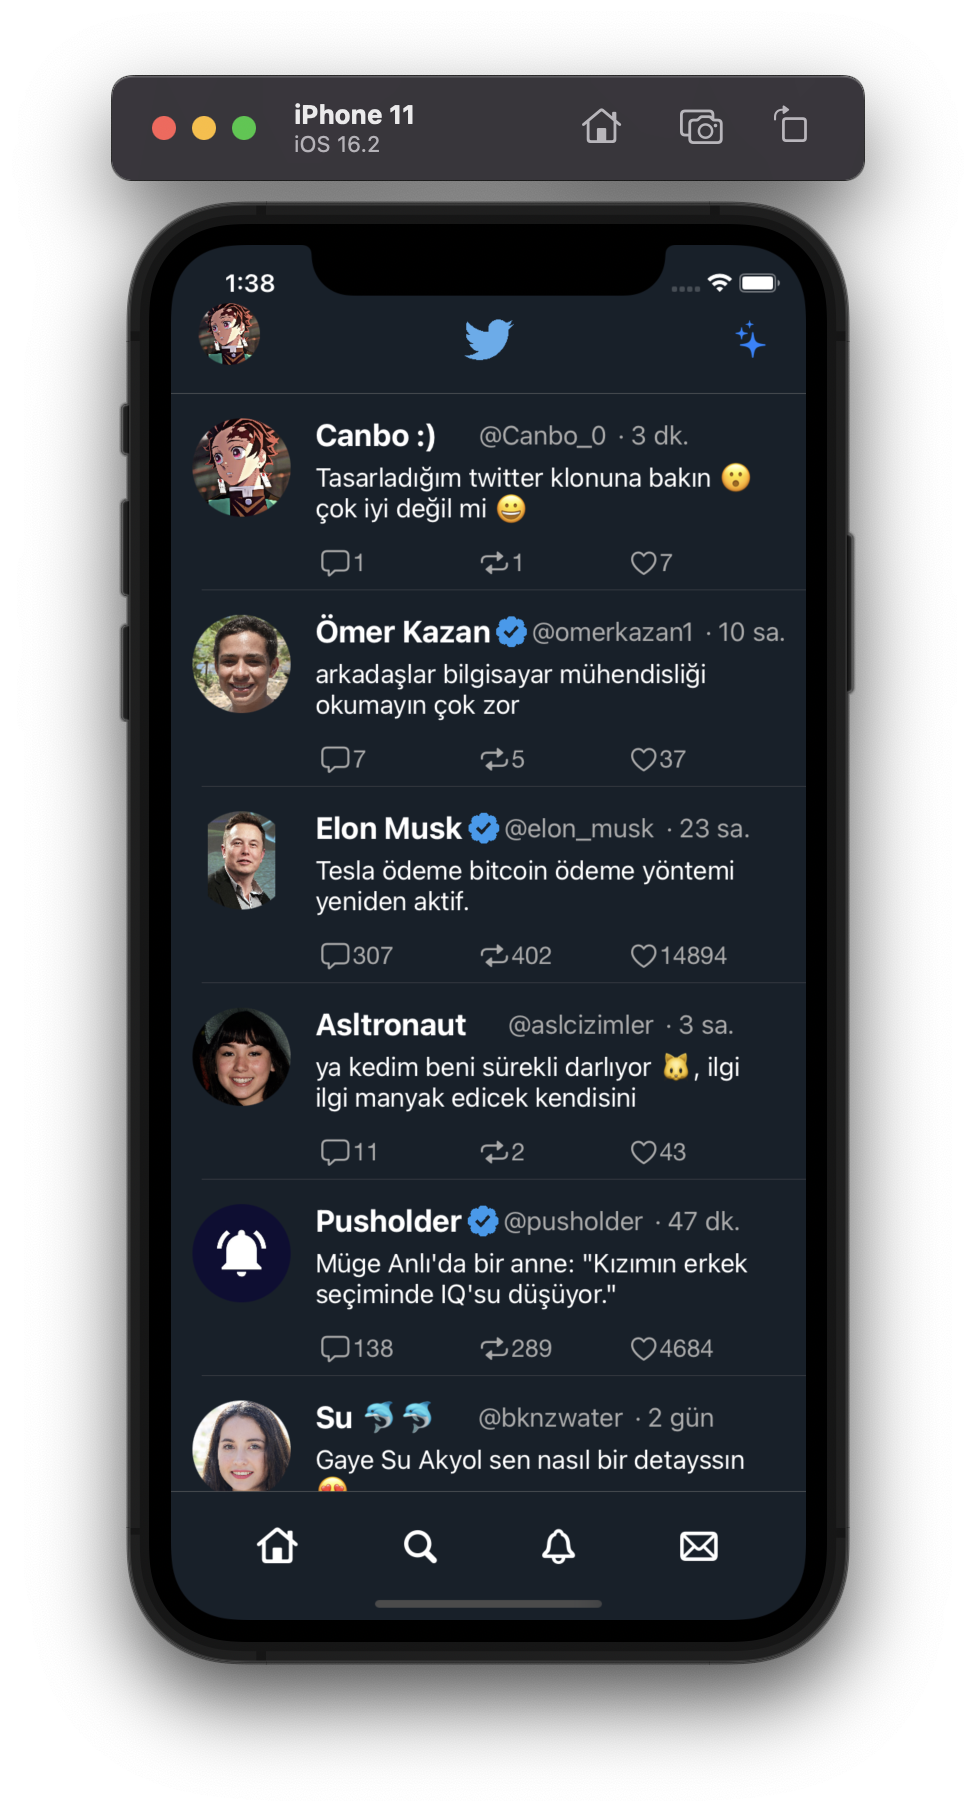 iPhone 11
iOS 16.2
1:38
Canbo :) @Canbo_0 · 3 dk.
Tasarladığım twitter klonuna bakın 😮
çok iyi değil mi 😀
1 1 7
Ömer Kazan @omerkazan1 · 10 sa.
arkadaşlar bilgisayar mühendisliği
okumayın çok zor
7 5 37
Elon Musk @elon_musk · 23 sa.
Tesla ödeme bitcoin ödeme yöntemi
yeniden aktif.
307 402 14894
Asltronaut @aslcizimler · 3 sa.
ya kedim beni sürekli darlıyor 🐱, ilgi
ilgi manyak edicek kendisini
11 2 43
Pusholder @pusholder · 47 dk.
Müge Anlı'da bir anne: "Kızımın erkek
seçiminde IQ'su düşüyor."
138 289 4684
Su 🐬🐬 @bknzwater · 2 gün
Gaye Su Akyol sen nasıl bir detayssın
😍